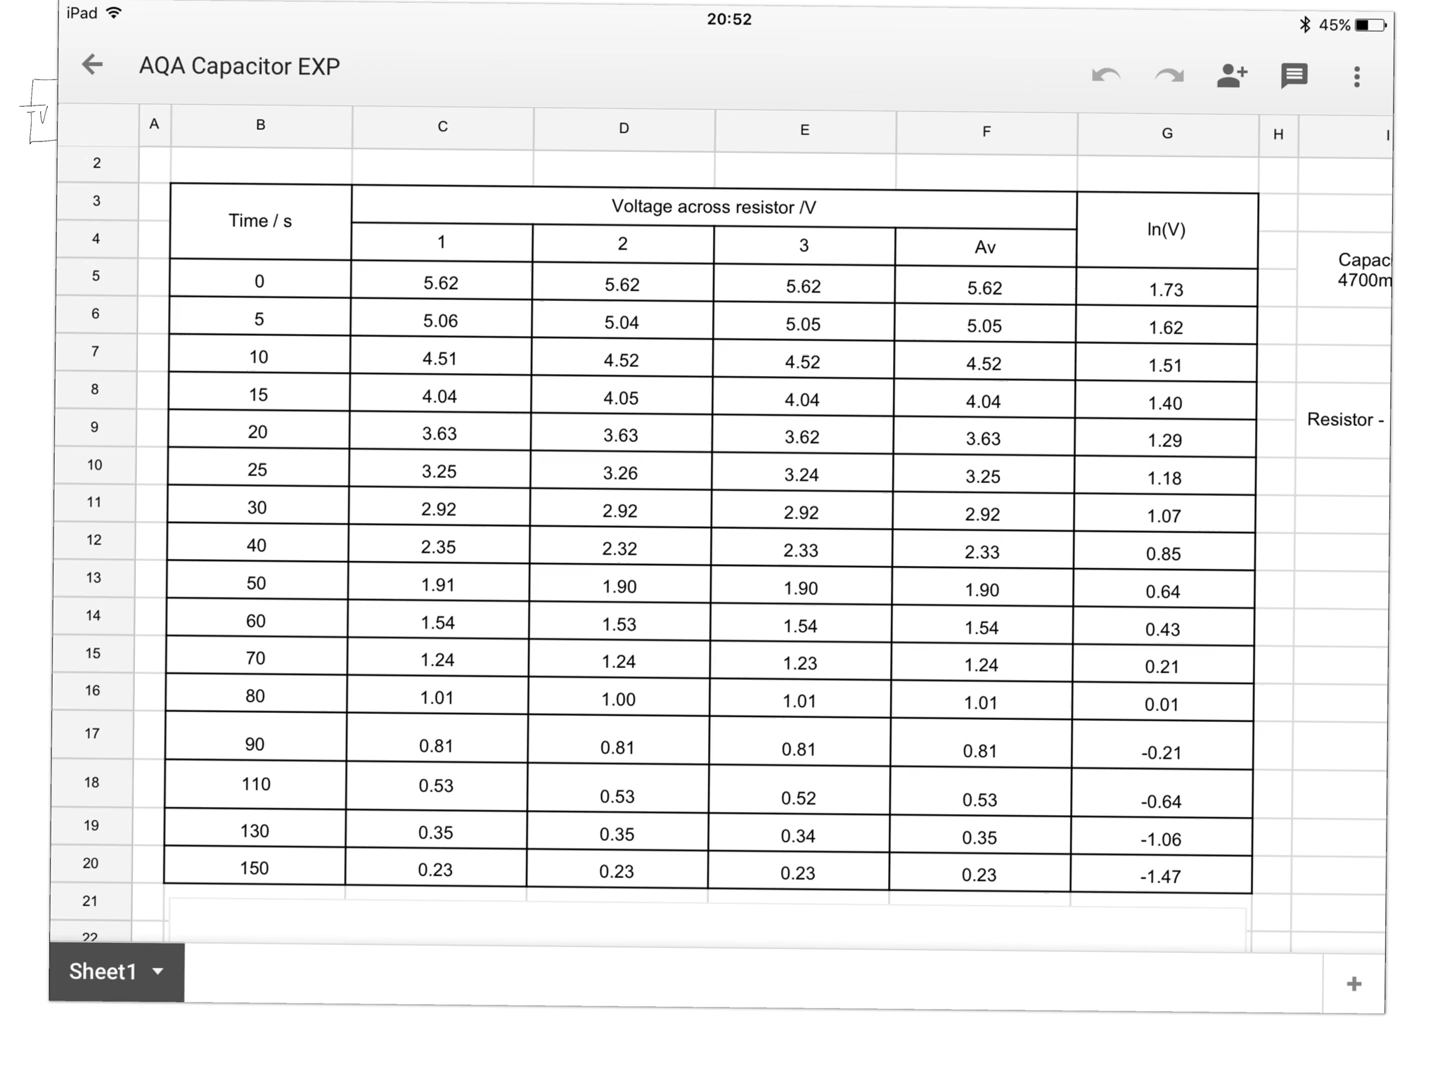 iPad 20:52 45%
AQA Capacitor EXP
A B C D E F G H I
2
3 Time / s Voltage across resistor /V ln(V)
4 1 2 3 Av
Capac
4700m
5 0 5.62 5.62 5.62 5.62 1.73
6 5 5.06 5.04 5.05 5.05 1.62
7 10 4.51 4.52 4.52 4.52 1.51
8 15 4.04 4.05 4.04 4.04 1.40
9 20 3.63 3.63 3.62 3.63 1.29 Resistor -
10 25 3.25 3.26 3.24 3.25 1.18
11 30 2.92 2.92 2.92 2.92 1.07
12 40 2.35 2.32 2.33 2.33 0.85
13 50 1.91 1.90 1.90 1.90 0.64
14 60 1.54 1.53 1.54 1.54 0.43
15 70 1.24 1.24 1.23 1.24 0.21
16 80 1.01 1.00 1.01 1.01 0.01
17 90 0.81 0.81 0.81 0.81 -0.21
18 110 0.53 0.53 0.52 0.53 -0.64
19 130 0.35 0.35 0.34 0.35 -1.06
20 150 0.23 0.23 0.23 0.23 -1.47
21
22
Sheet1